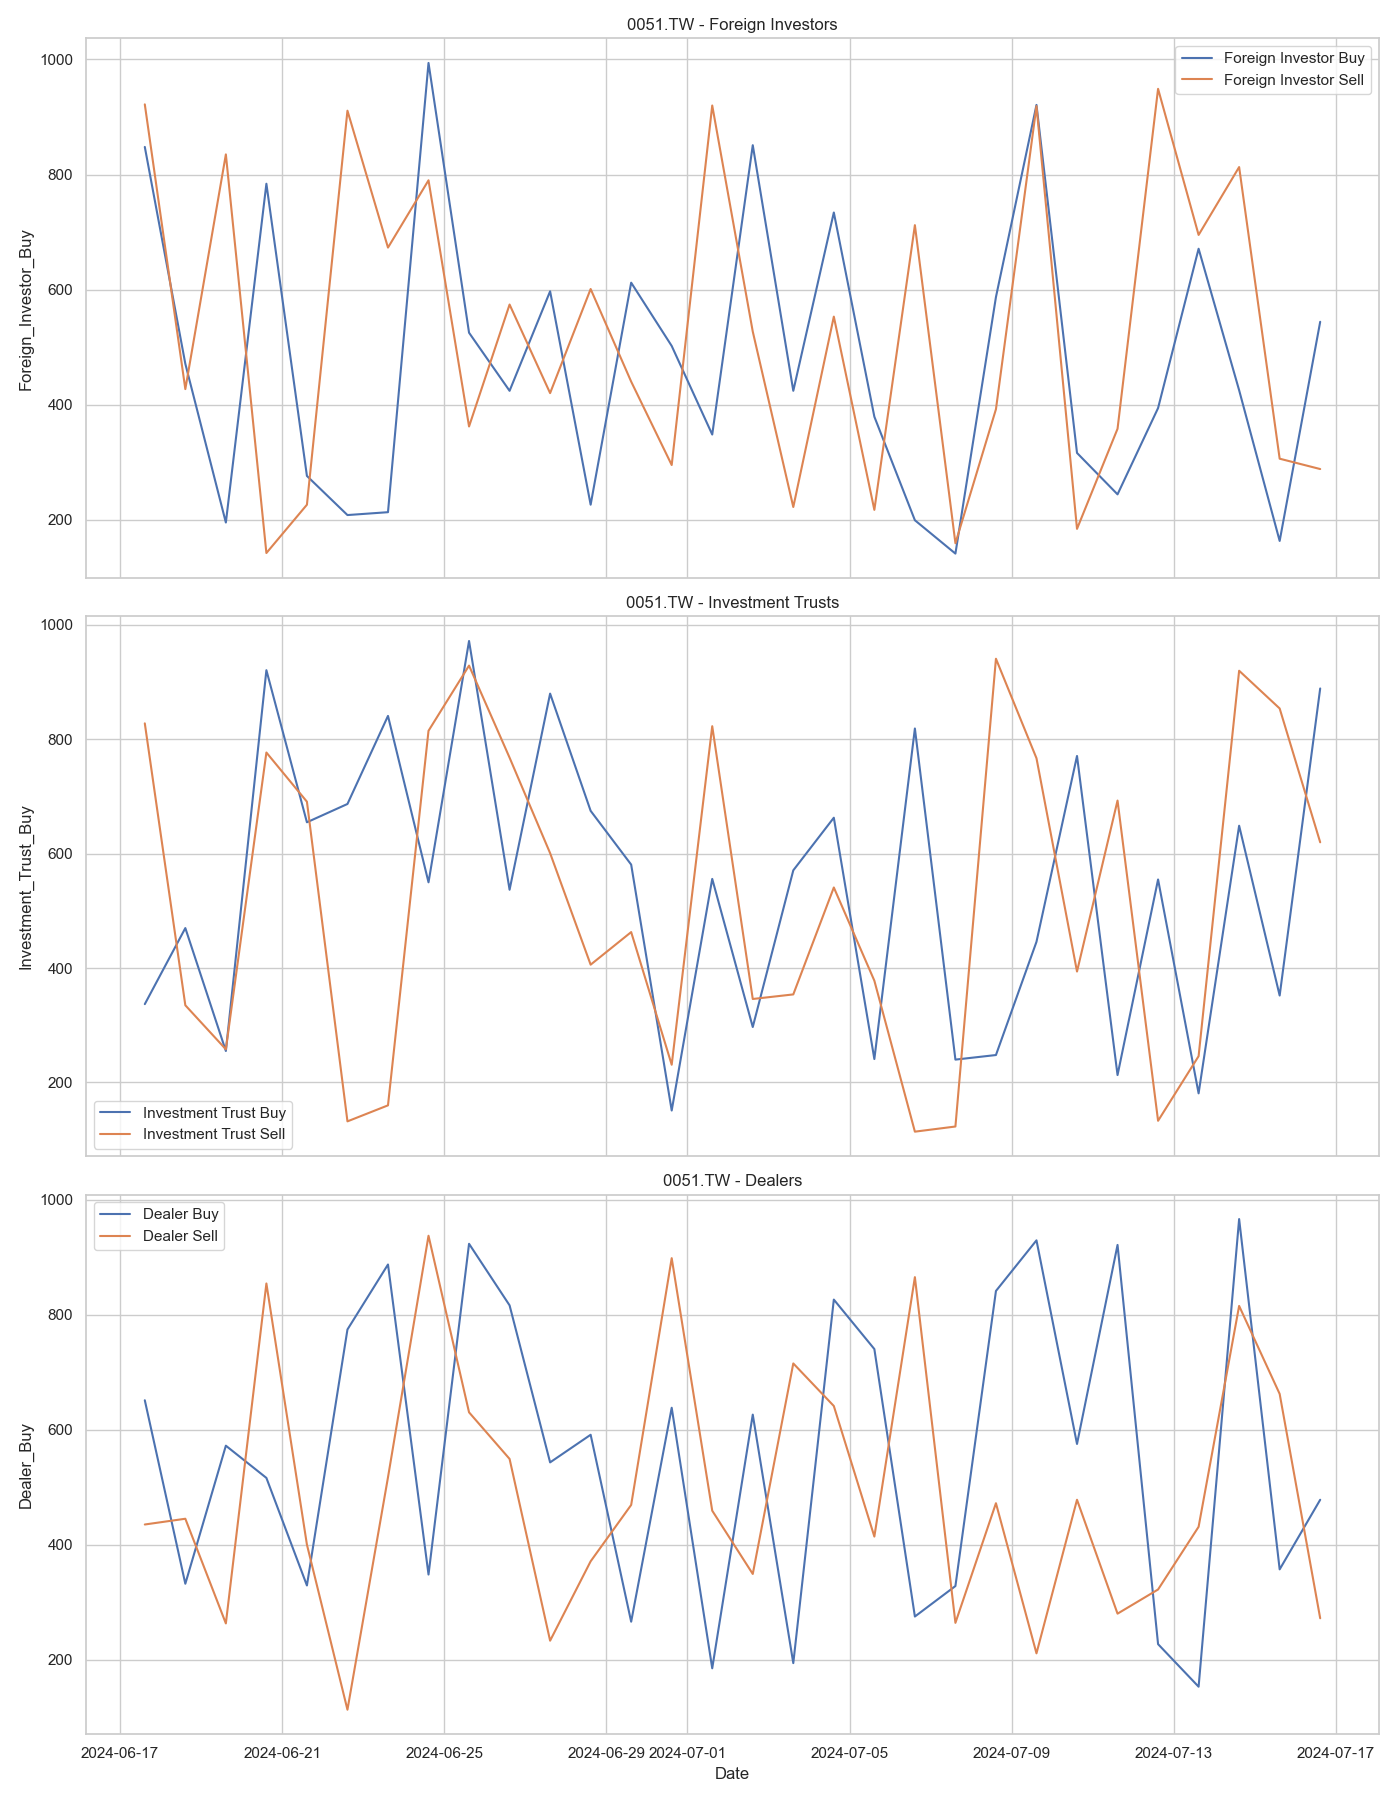 0051.TW - Foreign Investors
1000
800
600
400
200
Foreign_Investor_Buy
Foreign Investor Buy
Foreign Investor Sell
0051.TW - Investment Trusts
1000
800
600
400
200
Investment_Trust_Buy
Investment Trust Buy
Investment Trust Sell
0051.TW - Dealers
1000
800
600
400
200
Dealer_Buy
Dealer Buy
Dealer Sell
2024-06-17 2024-06-21 2024-06-25 2024-06-29 2024-07-01 2024-07-05 2024-07-09 2024-07-13 2024-07-17
Date